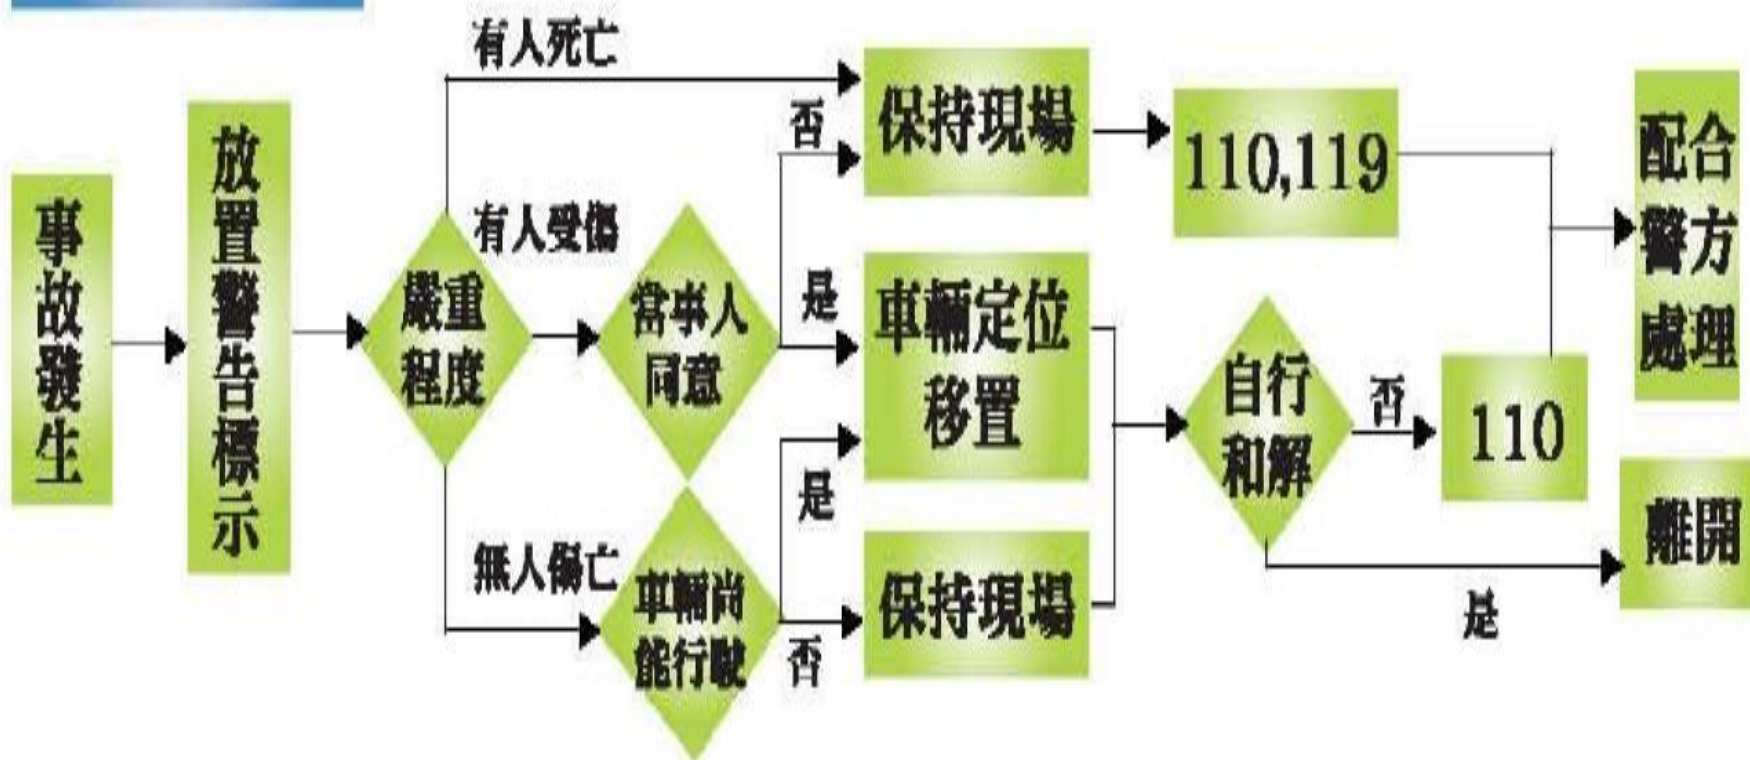 事故發生
放置警告標示
嚴重
程度
有人死亡
有人受傷
無人傷亡
當事人
同意
車輛尚
能行駛
否
是
是
否
保持現場
車輛定位
移置
保持現場
110,119
自行
和解
否
是
110
配合
警方
處理
離開